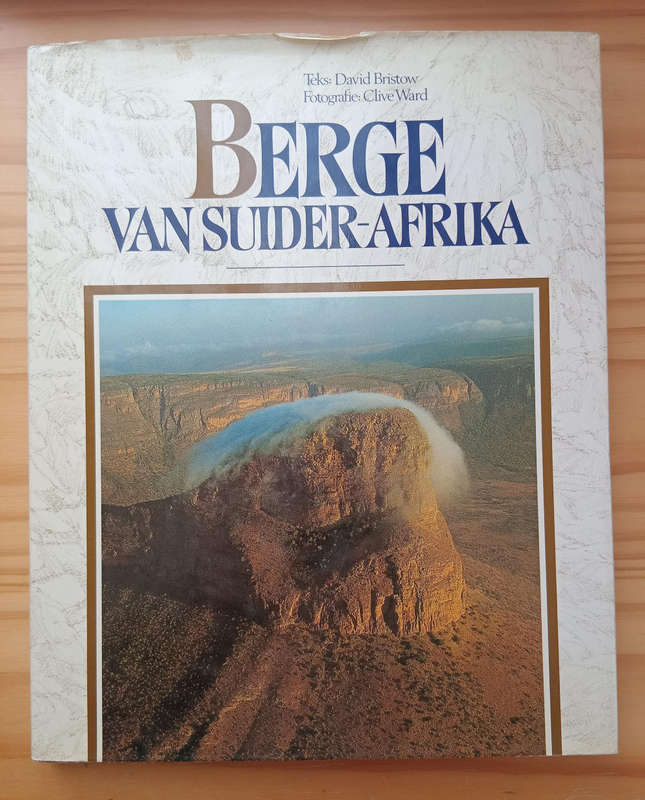 Teks: David Bristow
Fotografie: Clive Ward
BERGE
VAN SUIDER-AFRIKA